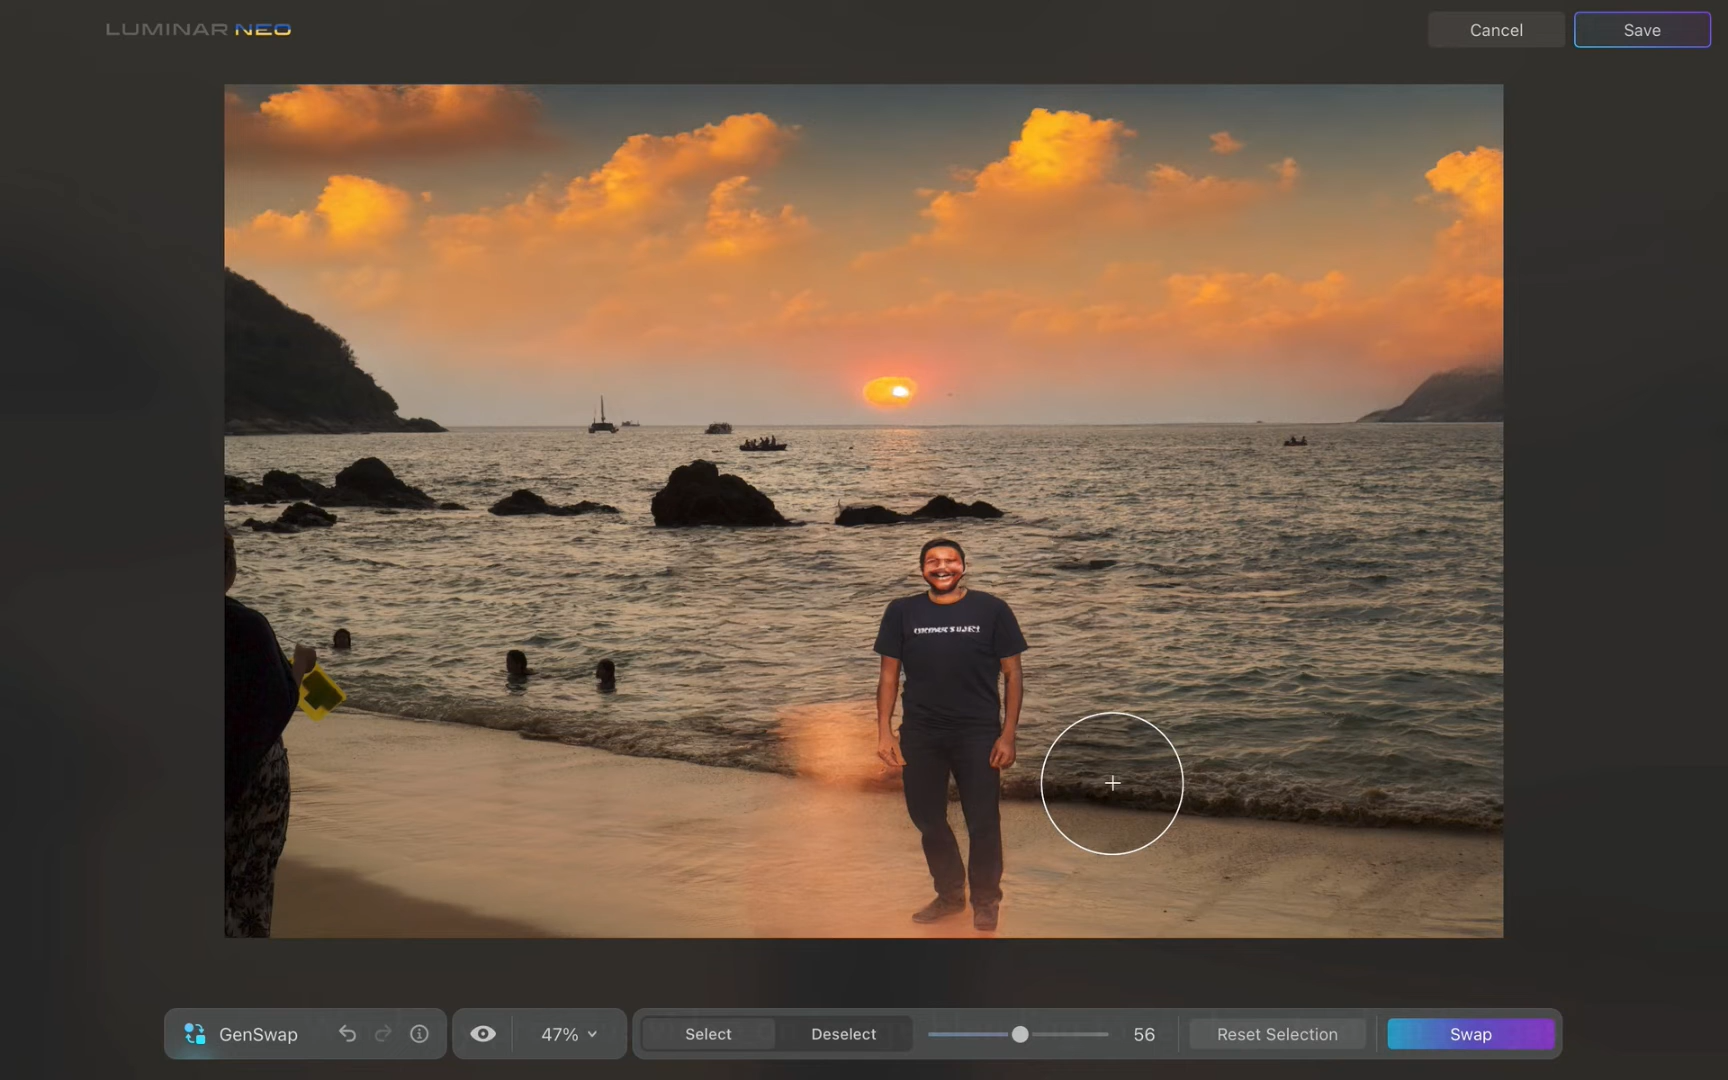 LUMINAR NEO
Cancel
Save
GenSwap
47%
Select
Deselect
56
Reset Selection
Swap